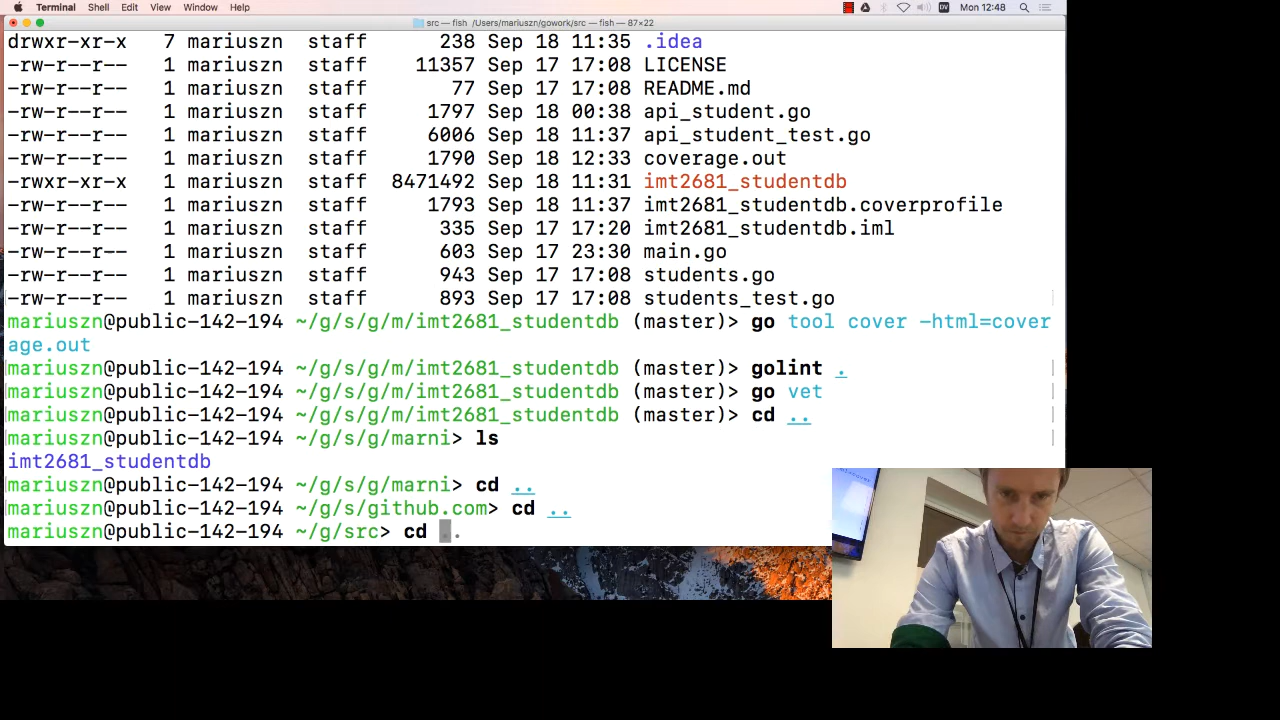 Terminal Shell Edit View Window Help DV Mon 12:48
src — fish /Users/mariuszn/gowork/src — fish — 87×22
drwxr-xr-x 7 mariuszn staff 238 Sep 18 11:35 .idea
-rw-r--r-- 1 mariuszn staff 11357 Sep 17 17:08 LICENSE
-rw-r--r-- 1 mariuszn staff 77 Sep 17 17:08 README.md
-rw-r--r-- 1 mariuszn staff 1797 Sep 18 00:38 api_student.go
-rw-r--r-- 1 mariuszn staff 6006 Sep 18 11:37 api_student_test.go
-rw-r--r-- 1 mariuszn staff 1790 Sep 18 12:33 coverage.out
-rwxr-xr-x 1 mariuszn staff 8471492 Sep 18 11:31 imt2681_studentdb
-rw-r--r-- 1 mariuszn staff 1793 Sep 18 11:37 imt2681_studentdb.coverprofile
-rw-r--r-- 1 mariuszn staff 335 Sep 17 17:20 imt2681_studentdb.iml
-rw-r--r-- 1 mariuszn staff 603 Sep 17 23:30 main.go
-rw-r--r-- 1 mariuszn staff 943 Sep 17 17:08 students.go
-rw-r--r-- 1 mariuszn staff 893 Sep 17 17:08 students_test.go
mariuszn@public-142-194 ~/g/s/g/m/imt2681_studentdb (master)> go tool cover -html=cover
age.out
mariuszn@public-142-194 ~/g/s/g/m/imt2681_studentdb (master)> golint .
mariuszn@public-142-194 ~/g/s/g/m/imt2681_studentdb (master)> go vet
mariuszn@public-142-194 ~/g/s/g/m/imt2681_studentdb (master)> cd ..
mariuszn@public-142-194 ~/g/s/g/marni> ls
imt2681_studentdb
mariuszn@public-142-194 ~/g/s/g/marni> cd ..
mariuszn@public-142-194 ~/g/s/github.com> cd ..
mariuszn@public-142-194 ~/g/src> cd ..